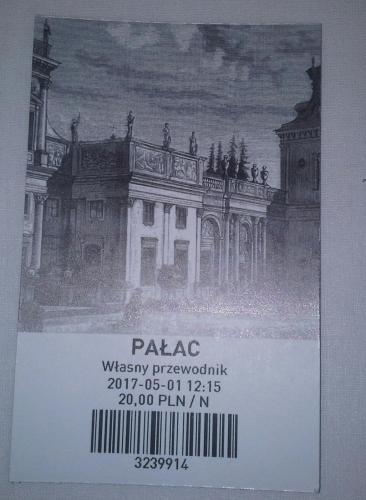 PAŁAC
Własny przewodnik
2017-05-01 12:15
20,00 PLN / N
3239914